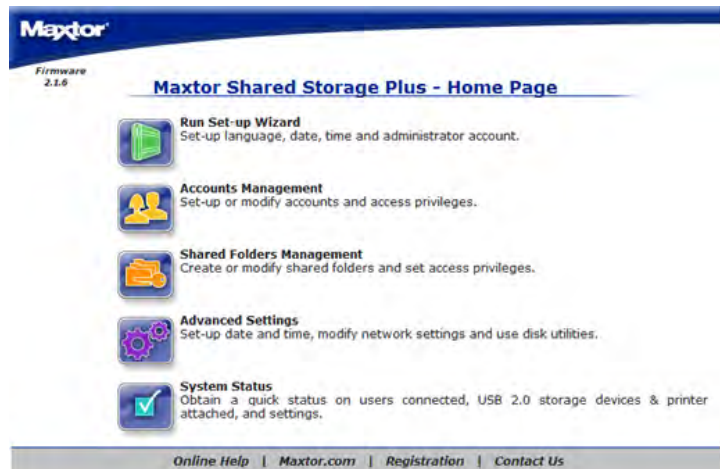 Maxtor
Firmware
2.1.6
Maxtor Shared Storage Plus - Home Page
Run Set-up Wizard
Set-up language, date, time and administrator account.
Accounts Management
Set-up or modify accounts and access privileges.
Shared Folders Management
Create or modify shared folders and set access privileges.
Advanced Settings
Set-up date and time, modify network settings and use disk utilities.
System Status
Obtain a quick status on users connected, USB 2.0 storage devices & printer
attached, and settings.
Online Help | Maxtor.com | Registration | Contact Us